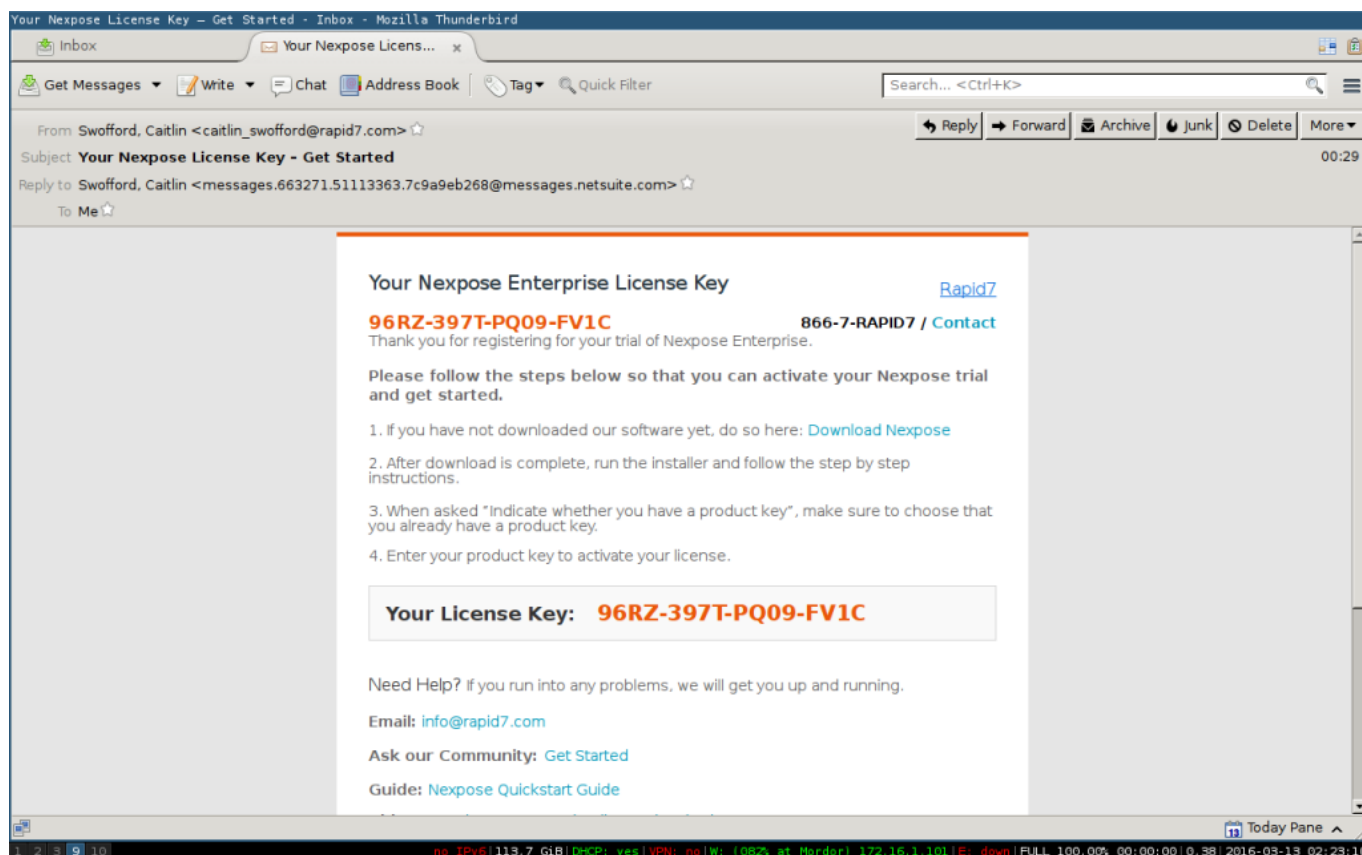 Your Nexpose License Key – Get Started - Inbox - Mozilla Thunderbird
Inbox
Your Nexpose Licens... x
Get Messages
Write
Chat
Address Book
Tag
Quick Filter
Search... <Ctrl+K>
From Swofford, Caitlin <caitlin_swofford@rapid7.com>
Reply
Forward
Archive
Junk
Delete
More
Subject Your Nexpose License Key - Get Started
00:29
Reply to Swofford, Caitlin <messages.663271.51113363.7c9a9eb268@messages.netsuite.com>
To Me
Your Nexpose Enterprise License Key
Rapid7
96RZ-397T-PQ09-FV1C
866-7-RAPID7 / Contact
Thank you for registering for your trial of Nexpose Enterprise.
Please follow the steps below so that you can activate your Nexpose trial
and get started.
1. If you have not downloaded our software yet, do so here: Download Nexpose
2. After download is complete, run the installer and follow the step by step
instructions.
3. When asked "Indicate whether you have a product key", make sure to choose that
you already have a product key.
4. Enter your product key to activate your license.
Your License Key: 96RZ-397T-PQ09-FV1C
Need Help? If you run into any problems, we will get you up and running.
Email: info@rapid7.com
Ask our Community: Get Started
Guide: Nexpose Quickstart Guide
13 Today Pane
1 2 3 9 10
no IPv6|113.7 GiB|DHCP: yes|VPN: no|W: (082% at Mordor) 172.16.1.101|E: down|FULL 100.00% 00:00:00|0.38|2016-03-13 02:23:1